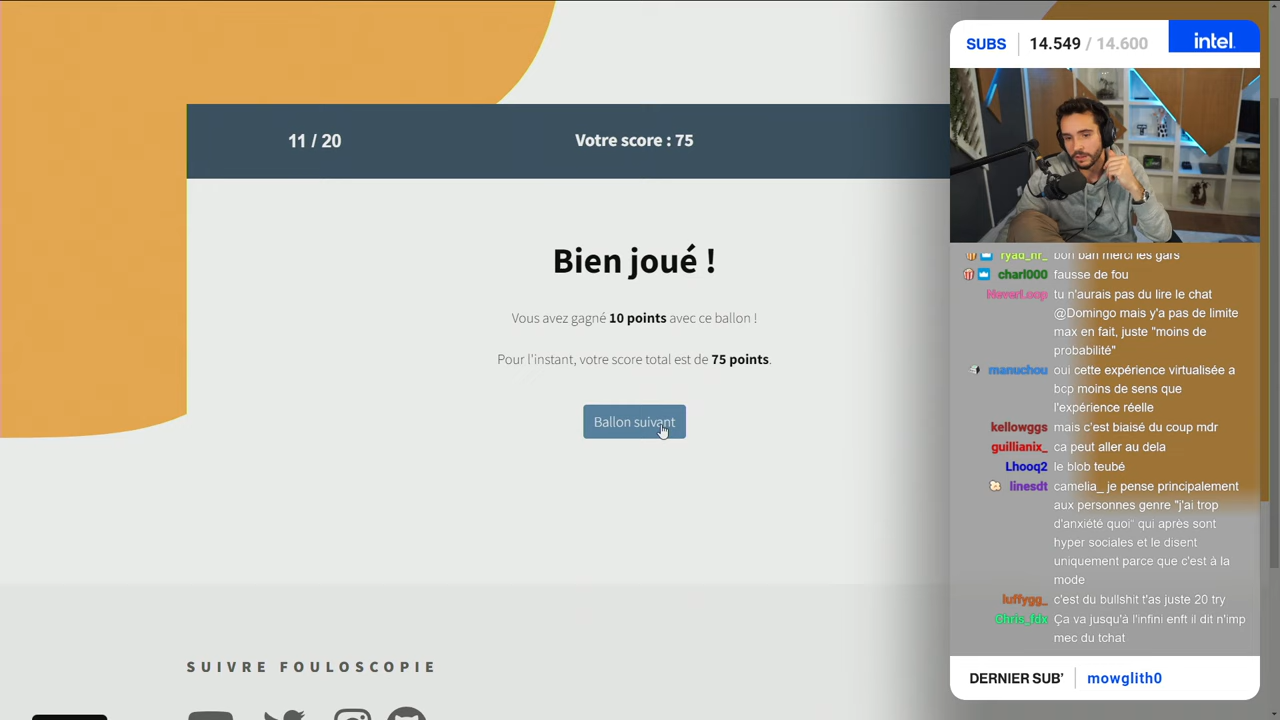 SUBS 14.549 / 14.600
intel.
11 / 20
Votre score : 75
Bien joué !
Vous avez gagné 10 points avec ce ballon !
Pour l'instant, votre score total est de 75 points.
Ballon suivant
SUIVRE FOULOSCOPIE
ryad_nr_ bon ban merci les gars
charl000 fausse de fou
NeverLoop tu n'aurais pas du lire le chat
@Domingo mais y'a pas de limite
max en fait, juste "moins de
probabilité"
manuchou oui cette expérience virtualisée a
bcp moins de sens que
l'expérience réelle
kellowggs mais c'est biaisé du coup mdr
guillianix_ ca peut aller au dela
Lhooq2 le blob teubé
linesdt camelia_ je pense principalement
aux personnes genre "j'ai trop
d'anxiété quoi" qui après sont
hyper sociales et le disent
uniquement parce que c'est à la
mode
luffygg_ c'est du bullshit t'as juste 20 try
Ça va jusqu'à l'infini enft il dit n'imp
mec du tchat
DERNIER SUB' mowglith0